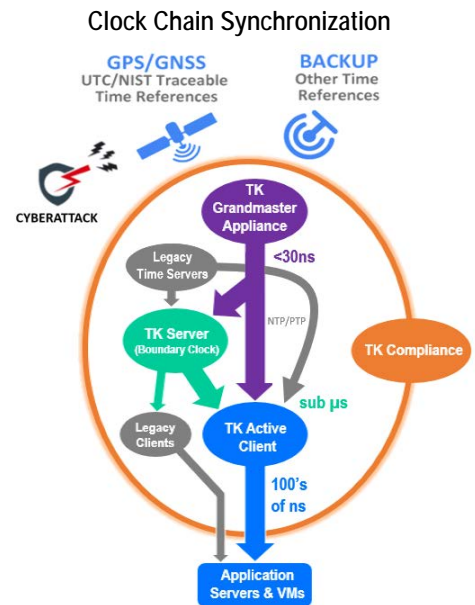 Clock Chain Synchronization
GPS/GNSS
UTC/NIST Traceable
Time References
BACKUP
Other Time
References
CYBERATTACK
TK
Grandmaster
Appliance
<30ns
Legacy
Time Servers
NTP/PTP
TK Server
(Boundary Clock)
TK Compliance
sub µs
Legacy
Clients
TK Active
Client
100's
of ns
Application
Servers & VMs